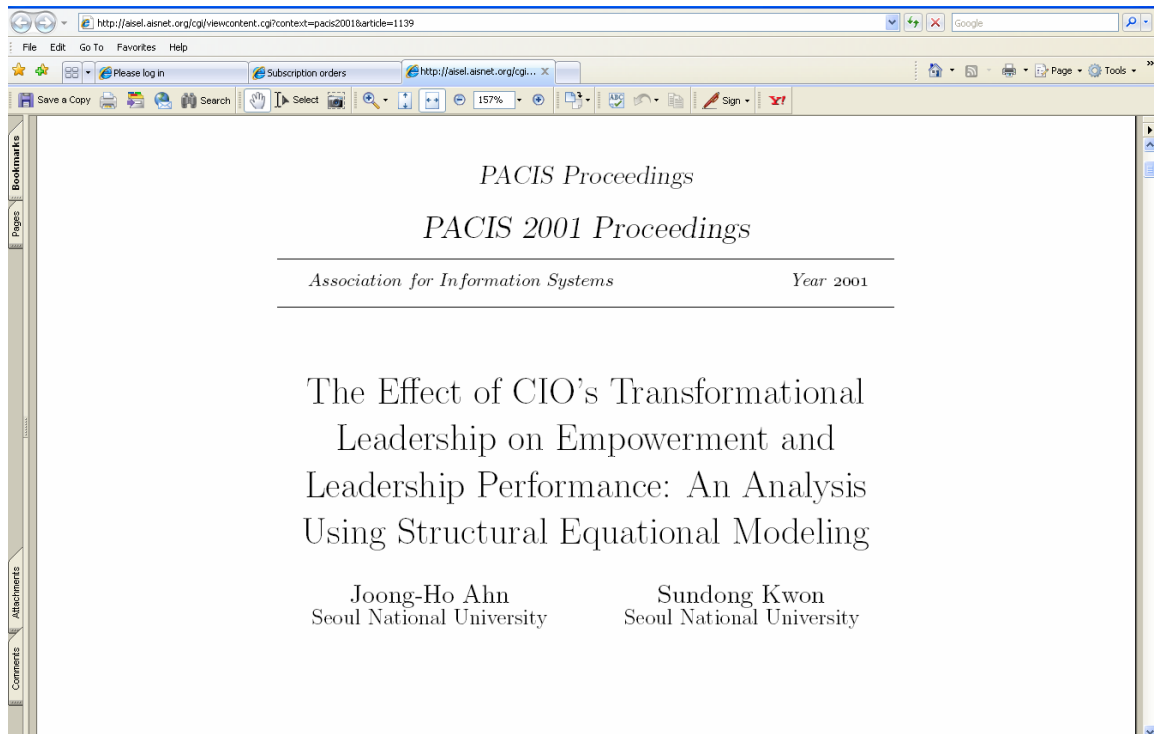 http://aisel.aisnet.org/cgi/viewcontent.cgi?context=pacis2001&article=1139
Google
File Edit Go To Favorites Help
Please log in
Subscription orders
http://aisel.aisnet.org/cgi...
Page
Tools
Save a Copy
Search
Select
157%
Sign
Y!
Bookmarks
Pages
Attachments
Comments
PACIS Proceedings
PACIS 2001 Proceedings
Association for Information Systems Year 2001
The Effect of CIO's Transformational
Leadership on Empowerment and
Leadership Performance: An Analysis
Using Structural Equational Modeling
Joong-Ho Ahn Sundong Kwon
Seoul National University Seoul National University